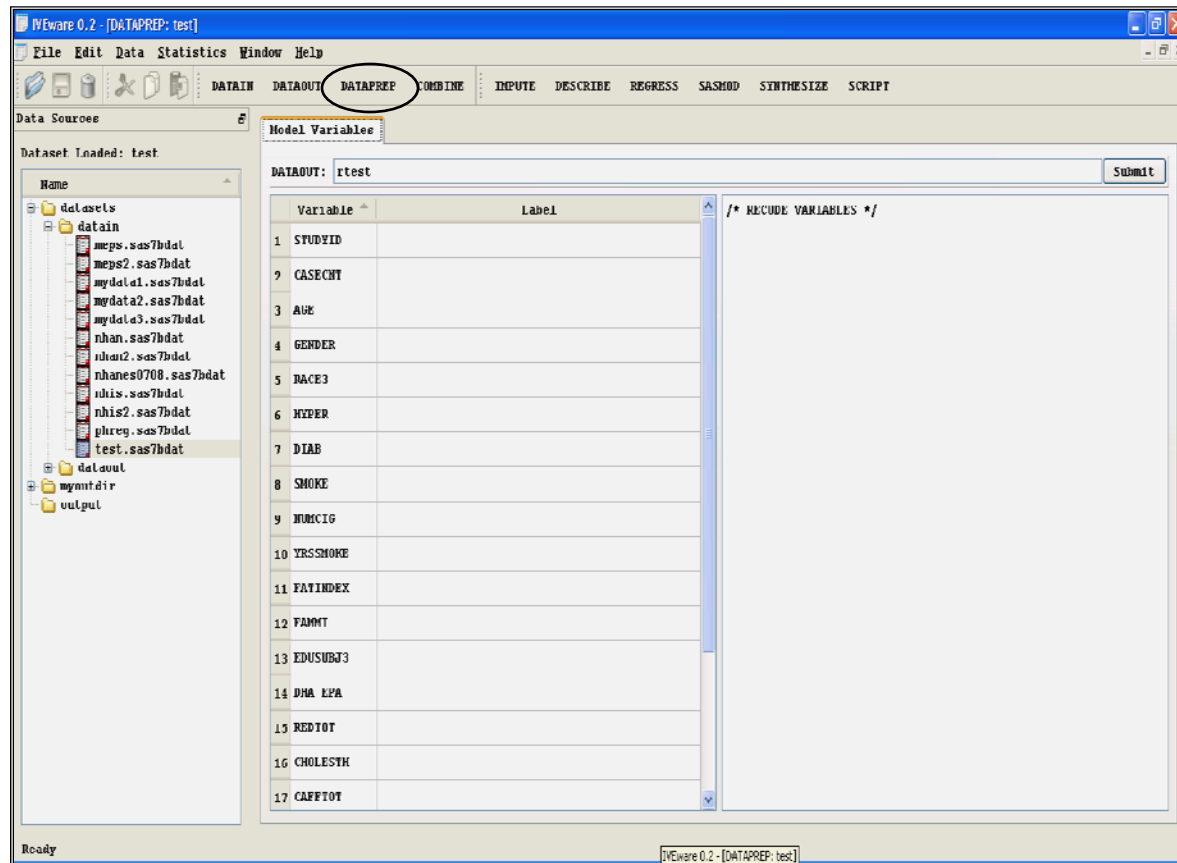 IVEware 0.2 - [DATAPREP: test]
File Edit Data Statistics Window Help
DATAIN DATAOUT DATAPREP COMBINE IMPUTE DESCRIBE REGRESS SASMOD SYNTHESIZE SCRIPT
Data Sources
Model Variables
Dataset Loaded: test
DATAOUT: rtest Submit
Name
Variable Label
/* RECODE VARIABLES */
datasets
datain
meps.sas7bdat
meps2.sas7bdat
mydata1.sas7bdat
mydata2.sas7bdat
mydata3.sas7bdat
nhan.sas7bdat
nhan2.sas7bdat
nhanes0708.sas7bdat
nhis.sas7bdat
nhis2.sas7bdat
phreg.sas7bdat
test.sas7bdat
dataout
myoutdir
output
1 STUDYID
2 CASECNT
3 AGE
4 GENDER
5 RACE3
6 HYPER
7 DIAB
8 SMOKE
9 NUMCIG
10 YRSSMOKE
11 FATINDEX
12 FAMMI
13 EDUSUBJ3
14 DHA_EPA
15 REDTOT
16 CHOLESTH
17 CAFFTOT
Ready
IVEware 0.2 - [DATAPREP: test]